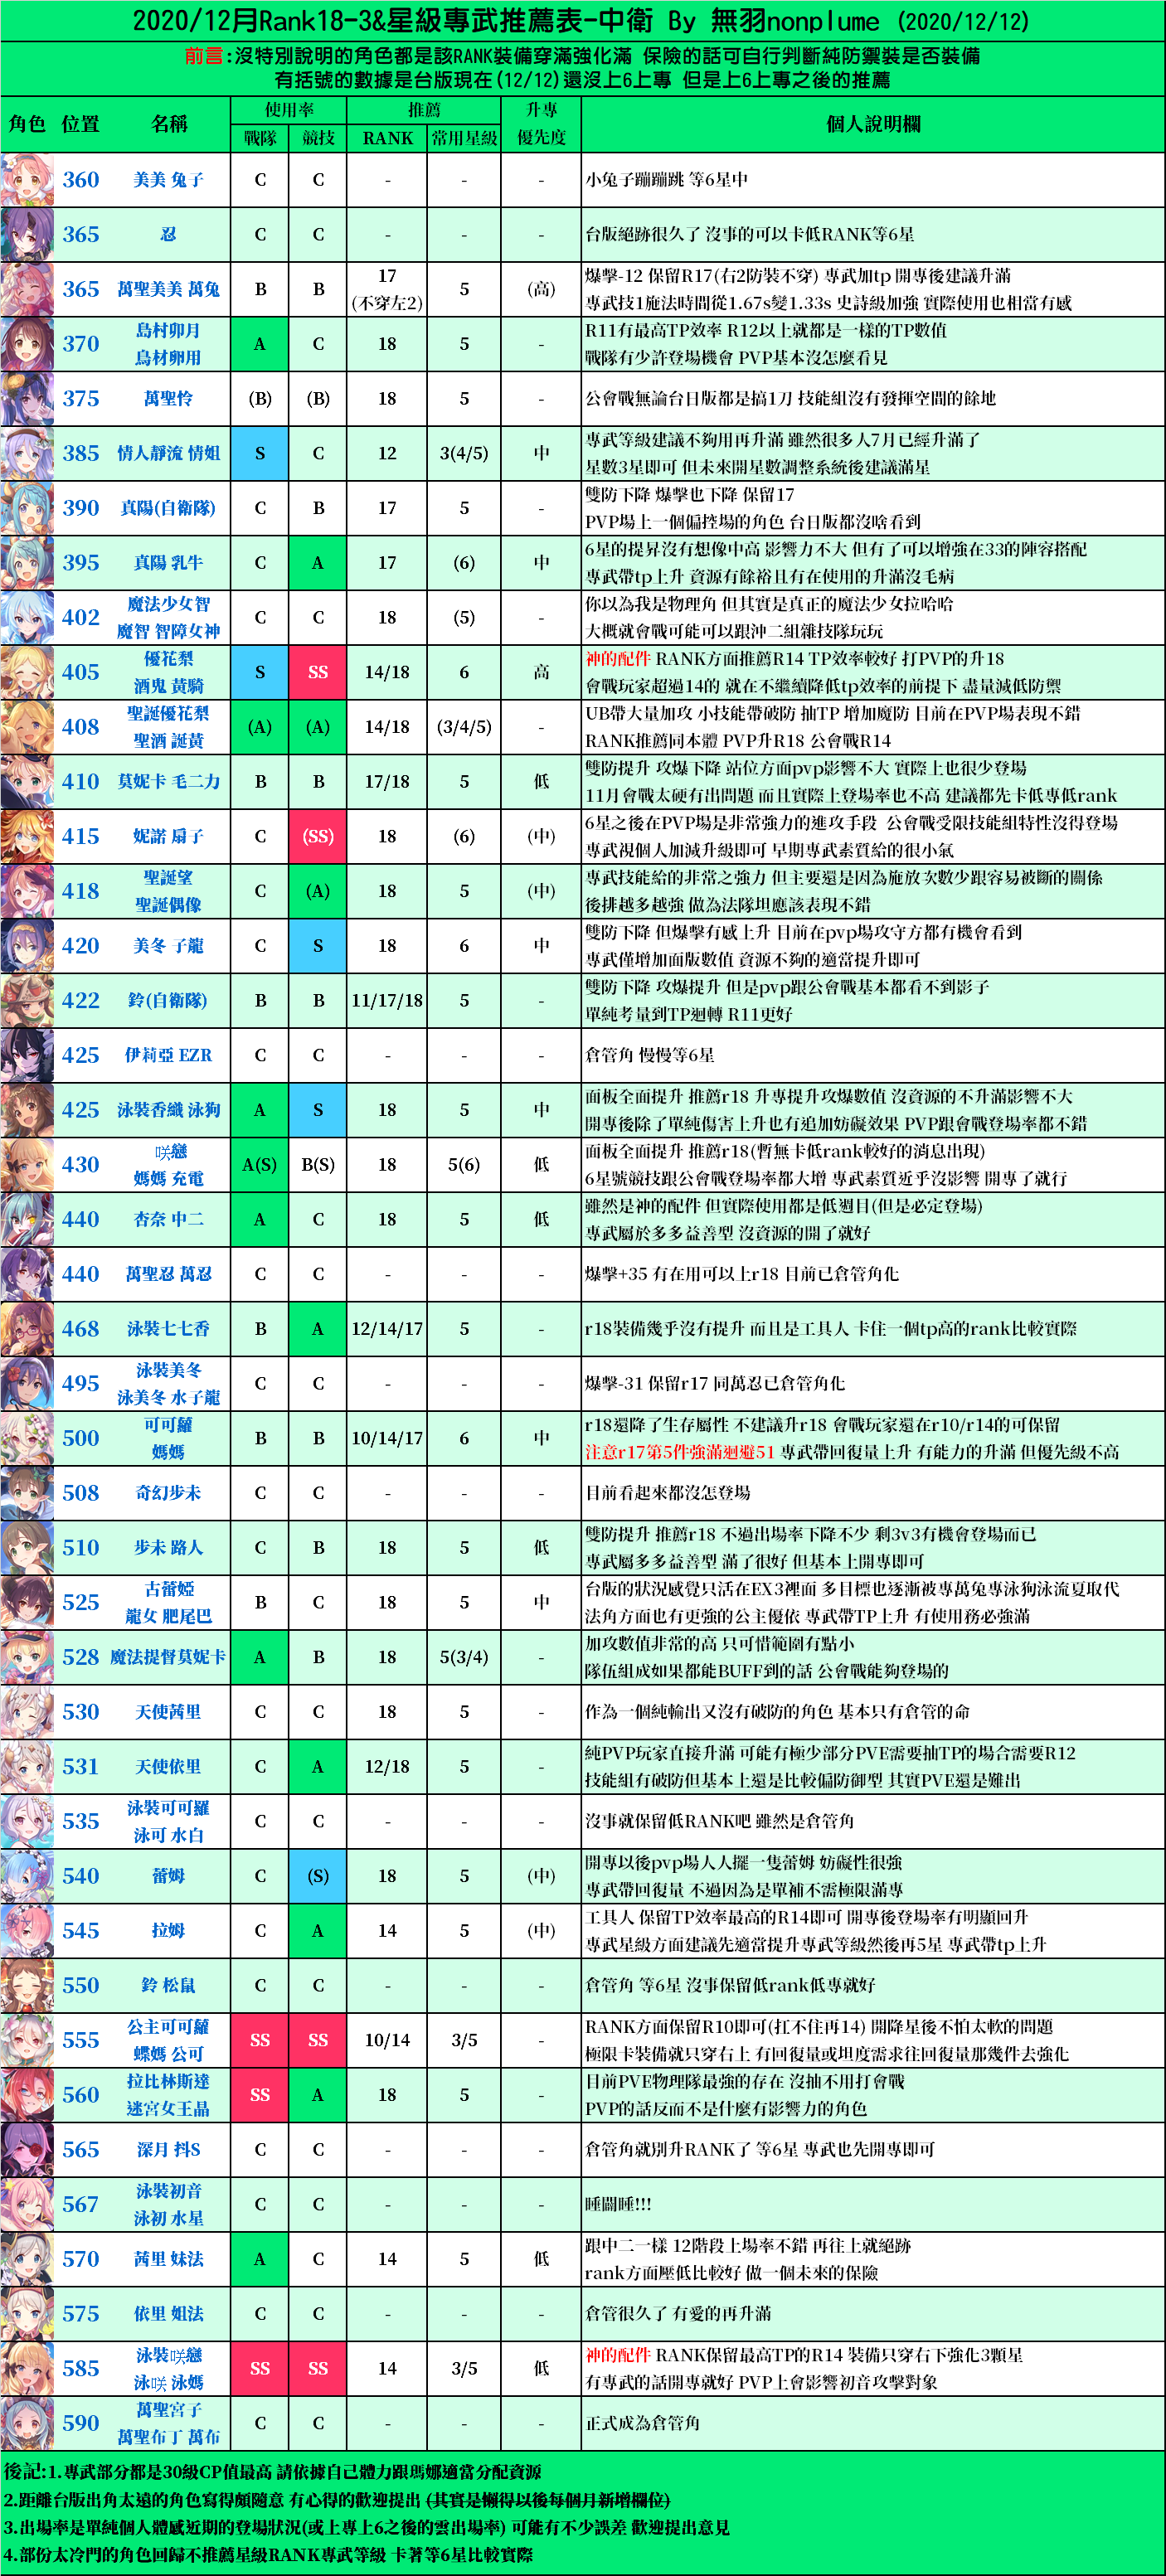 2020/12月Rank18-3&星級專武推薦表-中衛 By 無羽nonplume (2020/12/12)
前言:沒特別說明的角色都是該RANK裝備穿滿強化滿 保險的話可自行判斷純防禦裝是否裝備
有括號的數據是台版現在(12/12)還沒上6上專 但是上6上專之後的推薦
角色 位置 名稱 使用率 推薦 升專 個人說明欄
戰隊 競技 RANK 常用星級 優先度
360 美美 兔子 C C - - - 小兔子蹦蹦跳 等6星中
365 忍 C C - - - 台版絕跡很久了 沒事的可以卡低RANK等6星
365 萬聖美美 萬兔 B B 17 (不穿左2) 5 (高) 爆擊-12 保留R17(右2防裝不穿) 專武加tp 開專後建議升滿
專武技1施法時間從1.67s變1.33s 史詩級加強 實際使用也相當有感
370 島村卯月 A C 18 5 - R11有最高TP效率 R12以上就都是一樣的TP數值
島材卵用 戰隊有少許登場機會 PVP基本沒怎麼看見
375 萬聖怜 (B) (B) 18 5 - 公會戰無論台日版都是搞1刀 技能組沒有發揮空間的餘地
385 情人靜流 情姐 S C 12 3(4/5) 中 專武等級建議不夠用再升滿 雖然很多人7月已經升滿了
星數3星即可 但未來開星數調整系統後建議滿星
390 真陽(自衛隊) C B 17 5 - 雙防下降 爆擊也下降 保留17
PVP場上一個偏控場的角色 台日版都沒啥看到
395 真陽 乳牛 C A 17 (6) 中 6星的提昇沒有想像中高 影響力不大 但有了可以增強在33的陣容搭配
專武帶tp上升 資源有餘裕且有在使用的升滿沒毛病
402 魔法少女智 C C 18 (5) - 你以為我是物理角 但其實是真正的魔法少女拉哈哈
魔智 智障女神 大概就會戰可能可以跟沖二組雜技隊玩玩
405 優花梨 S SS 14/18 6 高 神的配件 RANK方面推薦R14 TP效率較好 打PVP的升18
酒鬼 黃騎 會戰玩家超過14的 就在不繼續降低tp效率的前提下 盡量減低防禦
408 聖誕優花梨 (A) (A) 14/18 (3/4/5) - UB帶大量加攻 小技能帶破防 抽TP 增加魔防 目前在PVP場表現不錯
聖酒 誕黃 RANK推薦同本體 PVP升R18 公會戰R14
410 莫妮卡 毛二力 B B 17/18 5 低 雙防提升 攻爆下降 站位方面pvp影響不大 實際上也很少登場
11月會戰太硬有出問題 而且實際上登場率也不高 建議都先卡低專低rank
415 妮諾 扇子 C (SS) 18 (6) (中) 6星之後在PVP場是非常強力的進攻手段 公會戰受限技能組特性沒得登場
專武視個人加減升級即可 早期專武素質給的很小氣
418 聖誕望 C (A) 18 5 (中) 專武技能給的非常之強力 但主要還是因為施放次數少跟容易被斷的關係
聖誕偶像 後排越多越強 做為法隊坦應該表現不錯
420 美冬 子龍 C S 18 6 中 雙防下降 但爆擊有感上升 目前在pvp場攻守方都有機會看到
專武僅增加面版數值 資源不夠的適當提升即可
422 鈴(自衛隊) B B 11/17/18 5 - 雙防下降 攻爆提升 但是pvp跟公會戰基本都看不到影子
單純考量到TP迴轉 R11更好
425 伊莉亞 EZR C C - - - 倉管角 慢慢等6星
425 泳裝香織 泳狗 A S 18 5 中 面板全面提升 推薦r18 升專提升攻爆數值 沒資源的不升滿影響不大
開專後除了單純傷害上升也有追加妨礙效果 PVP跟會戰登場率都不錯
430 咲戀 A(S) B(S) 18 5(6) 低 面板全面提升 推薦r18(暫無卡低rank較好的消息出現)
媽媽 充電 6星號競技跟公會戰登場率都大增 專武素質近乎沒影響 開專了就行
440 杏奈 中二 A C 18 5 低 雖然是神的配件 但實際使用都是低週目(但是必定登場)
專武屬於多多益善型 沒資源的開了就好
440 萬聖忍 萬忍 C C - - - 爆擊+35 有在用可以上r18 目前已倉管角化
468 泳裝七七香 B A 12/14/17 5 - r18裝備幾乎沒有提升 而且是工具人 卡住一個tp高的rank比較實際
495 泳裝美冬 C C - - - 爆擊-31 保留r17 同萬忍已倉管角化
泳美冬 水子龍
500 可可蘿 B B 10/14/17 6 中 r18還降了生存屬性 不建議升r18 會戰玩家還在r10/r14的可保留
媽媽 注意r17第5件強滿迴避51 專武帶回復量上升 有能力的升滿 但優先級不高
508 奇幻步未 C C - - - 目前看起來都沒怎登場
510 步未 路人 C B 18 5 低 雙防提升 推薦r18 不過出場率下降不少 剩3v3有機會登場而已
專武屬多多益善型 滿了很好 但基本上開專即可
525 古蕾婭 B C 18 5 中 台版的狀況感覺只活在EX3裡面 多目標也逐漸被專萬兔專泳狗泳流夏取代
龍女 肥尾巴 法角方面也有更強的公主優依 專武帶TP上升 有使用務必強滿
528 魔法提督莫妮卡 A B 18 5(3/4) - 加攻數值非常的高 只可惜範圍有點小
隊伍組成如果都能BUFF到的話 公會戰能夠登場的
530 天使茜里 C C 18 5 - 作為一個純輸出又沒有破防的角色 基本只有倉管的命
531 天使依里 C A 12/18 5 - 純PVP玩家直接升滿 可能有極少部分PVE需要抽TP的場合需要R12
技能組有破防但基本上還是比較偏防御型 其實PVE還是難出
535 泳裝可可蘿 C C - - - 沒事就保留低RANK吧 雖然是倉管角
泳可 水白
540 蕾姆 C (S) 18 5 (中) 開專以後pvp場人人擺一隻蕾姆 妨礙性很強
專武帶回復量 不過因為是單補不需極限滿專
545 拉姆 C A 14 5 (中) 工具人 保留TP效率最高的R14即可 開專後登場率有明顯回升
專武星級方面建議先適當提升專武等級然後再5星 專武帶tp上升
550 鈴 松鼠 C C - - - 倉管角 等6星 沒事保留低rank低專就好
555 公主可可蘿 SS SS 10/14 3/5 - RANK方面保留R10即可(扛不住再14) 開降星後不怕太軟的問題
蝶媽 公可 極限卡裝備就只穿右上 有回復量或坦度需求往回復量那幾件去強化
560 拉比林斯達 SS A 18 5 - 目前PVE物理隊最強的存在 沒抽不用打會戰
迷宮女王晶 PVP的話反而不是什麼有影響力的角色
565 深月 抖S C C - - - 倉管角就別升RANK了 等6星 專武也先開專即可
567 泳裝初音 C C - - - 睡鬪睡!!!
泳初 水星
570 茜里 妹法 A C 14 5 低 跟中二一樣 12階段上場率不錯 再往上就絕跡
rank方面壓低比較好 做一個未來的保險
575 依里 姐法 C C - - - 倉管很久了 有愛的再升滿
585 泳裝咲戀 SS SS 14 3/5 低 神的配件 RANK保留最高TP的R14 裝備只穿右下強化3顆星
泳咲 泳媽 有專武的話開專就好 PVP上會影響初音攻擊對象
590 萬聖宮子 C C - - - 正式成為倉管角
萬聖布丁 萬布
後記:1.專武部分都是30級CP值最高 請依據自己體力跟瑪娜適當分配資源
2.距離台版出角太遠的角色寫得頗隨意 有心得的歡迎提出 (其實是懶得以後每個月新增欄位)
3.出場率是單純個人體感近期的登場狀況(或上專上6之後的雲出場率) 可能有不少誤差 歡迎提出意見
4.部份太冷門的角色回歸不推薦星級RANK專武等級 卡著等6星比較實際